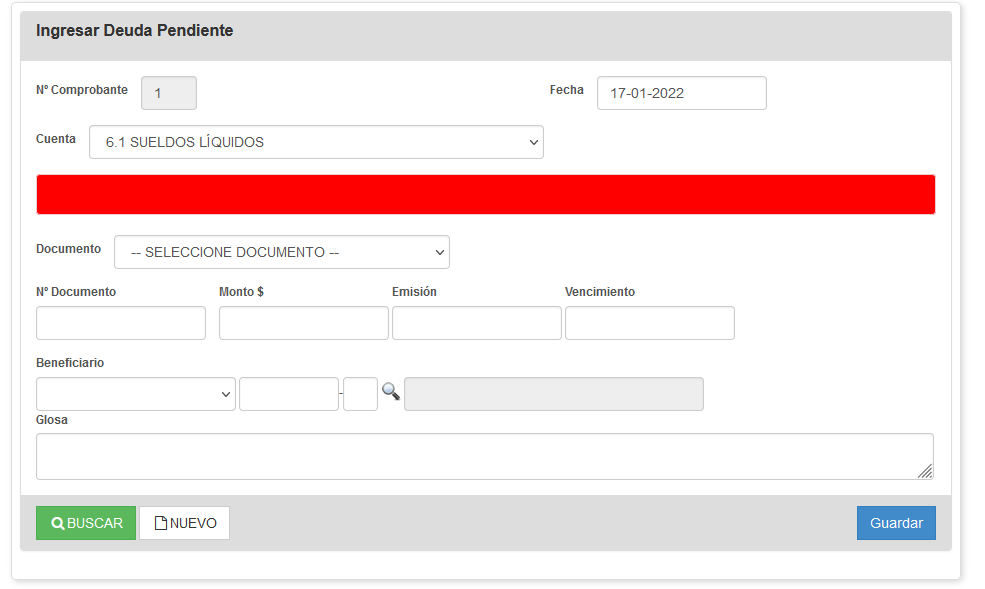 Ingresar Deuda Pendiente
Nº Comprobante 1 Fecha 17-01-2022
Cuenta 6.1 SUELDOS LÍQUIDOS
Documento -- SELECCIONE DOCUMENTO --
Nº Documento Monto $ Emisión Vencimiento
Beneficiario
-
Glosa
BUSCAR NUEVO Guardar